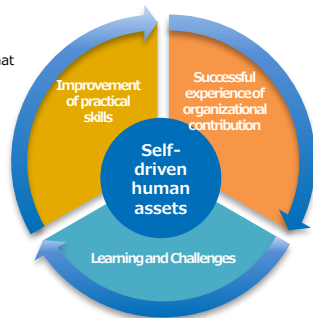 at
Improvement
of practical
skills
Successful
experience of
organizational
contribution
Self-
driven
human
assets
Learning and Challenges